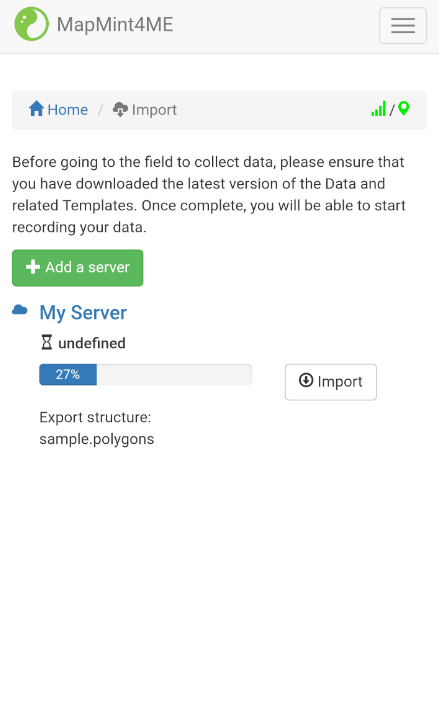 MapMint4ME
Home / Import
/
Before going to the field to collect data, please ensure that
you have downloaded the latest version of the Data and
related Templates. Once complete, you will be able to start
recording your data.
Add a server
My Server
undefined
27%
Import
Export structure:
sample.polygons